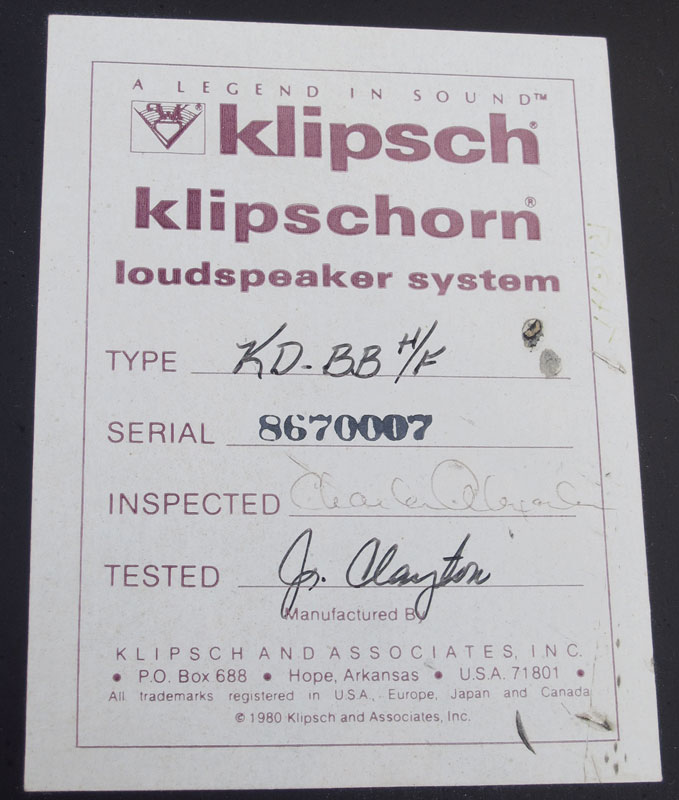 A LEGEND IN SOUND™
klipsch®
klipschorn®
loudspeaker system
TYPE KD-BB H/F
SERIAL 8670007
INSPECTED
TESTED Jr. Clayton
Manufactured By
KLIPSCH AND ASSOCIATES, INC.
• P.O. Box 688 • Hope, Arkansas • U.S.A. 71801 •
All trademarks registered in U.S.A., Europe, Japan and Canada
© 1980 Klipsch and Associates, Inc.